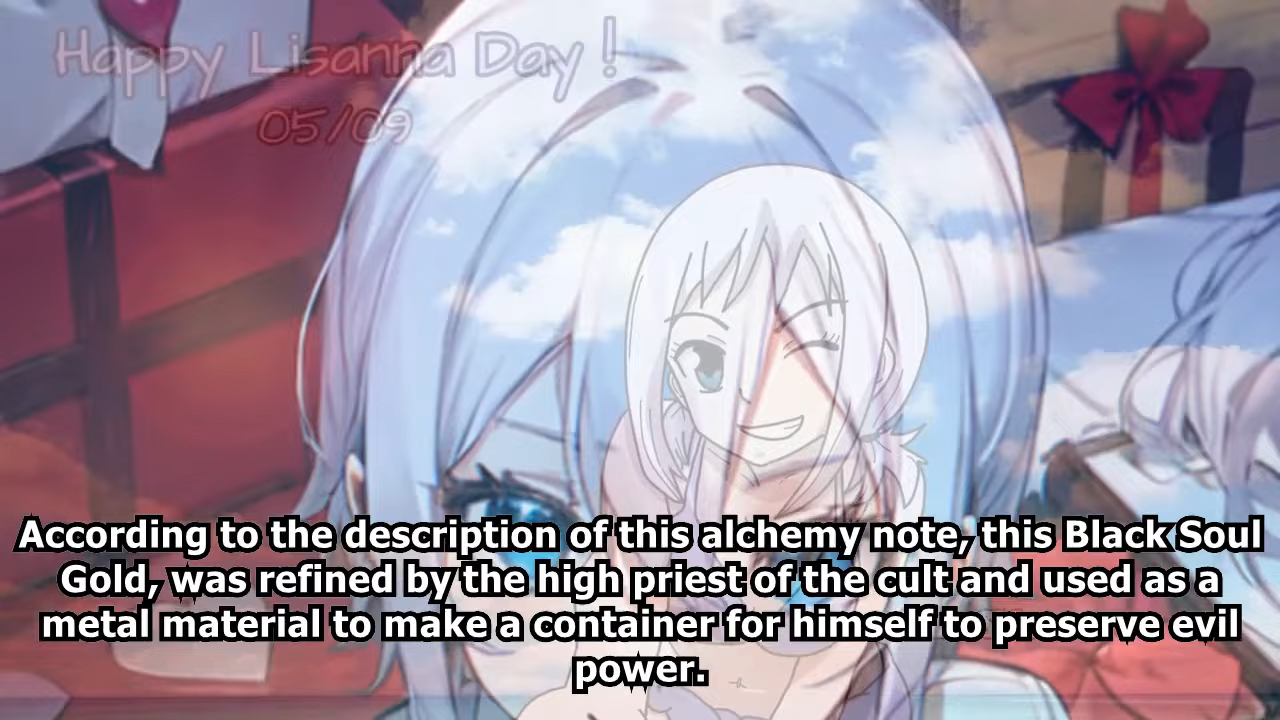 Happy Lisanna Day !
05/09
According to the description of this alchemy note, this Black Soul
Gold, was refined by the high priest of the cult and used as a
metal material to make a container for himself to preserve evil
power.